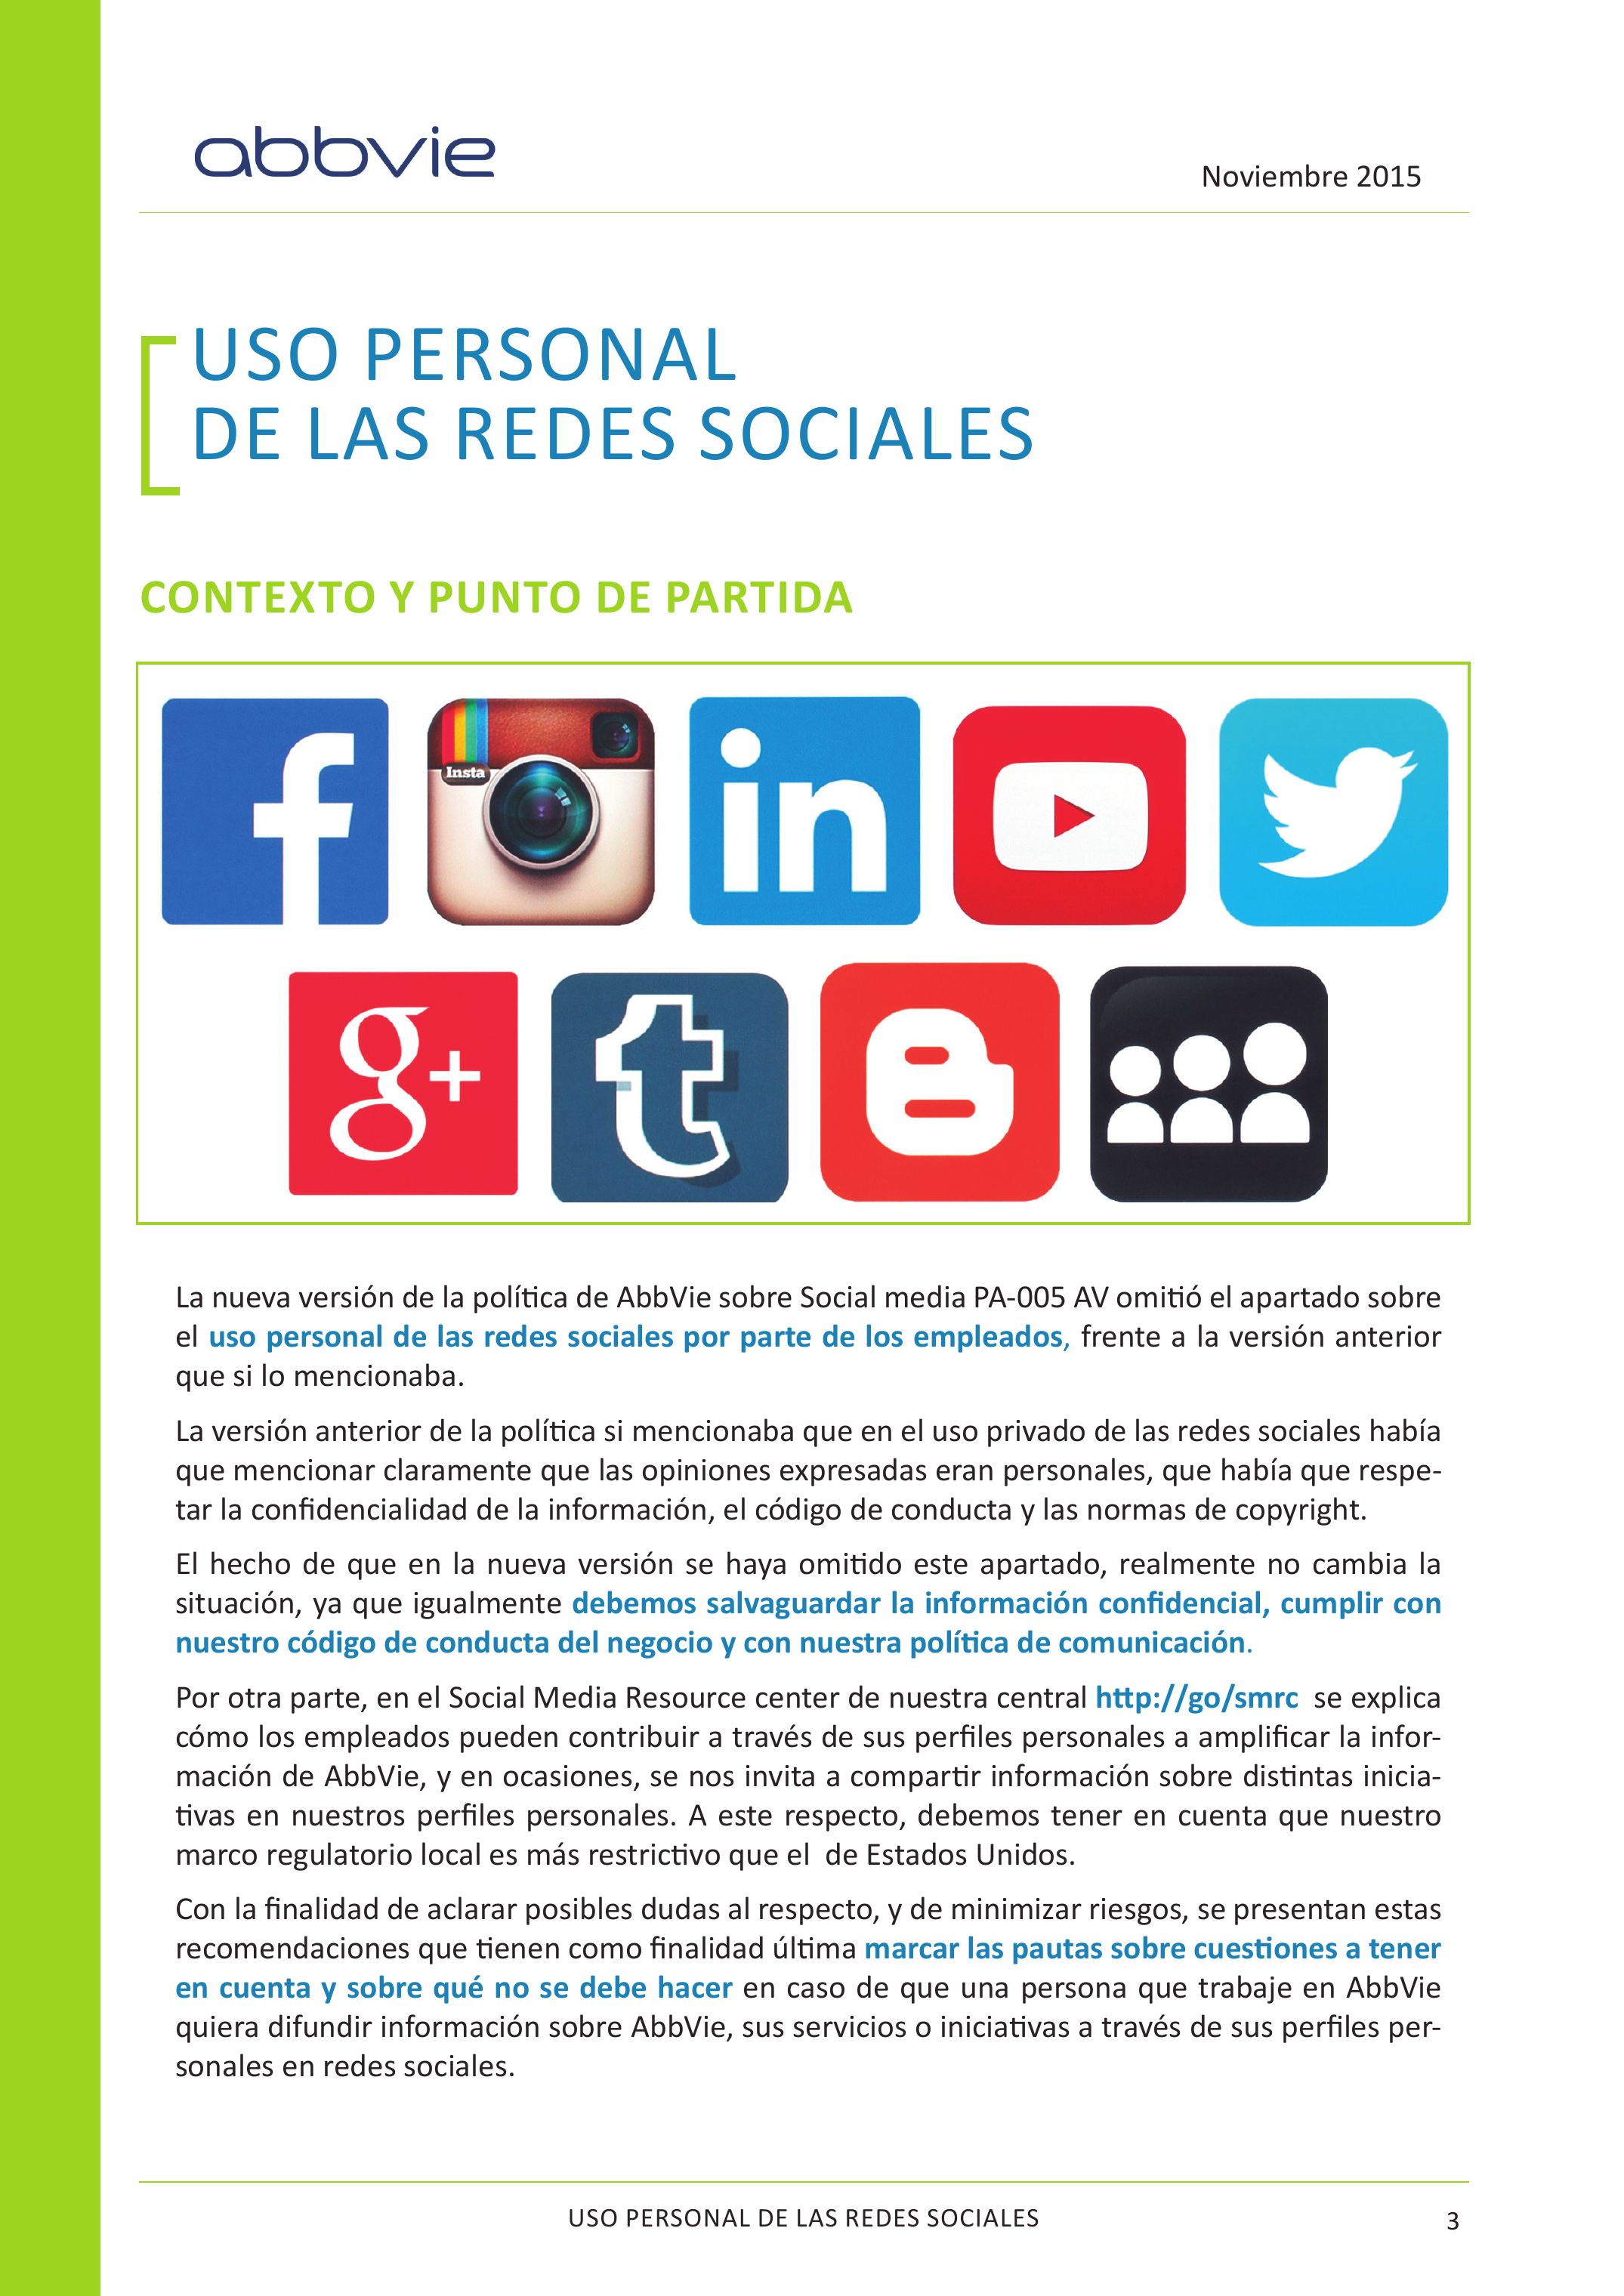 abbvie
Noviembre 2015
USO PERSONAL
DE LAS REDES SOCIALES
CONTEXTO Y PUNTO DE PARTIDA
f
Insta
in
g+
t
B
La nueva versión de la política de AbbVie sobre Social media PA-005 AV omitió el apartado sobre
el uso personal de las redes sociales por parte de los empleados, frente a la versión anterior
que si lo mencionaba.
La versión anterior de la política si mencionaba que en el uso privado de las redes sociales había
que mencionar claramente que las opiniones expresadas eran personales, que había que respe-
tar la confidencialidad de la información, el código de conducta y las normas de copyright.
El hecho de que en la nueva versión se haya omitido este apartado, realmente no cambia la
situación, ya que igualmente debemos salvaguardar la información confidencial, cumplir con
nuestro código de conducta del negocio y con nuestra política de comunicación.
Por otra parte, en el Social Media Resource center de nuestra central http://go/smrc se explica
cómo los empleados pueden contribuir a través de sus perfiles personales a amplificar la infor-
mación de AbbVie, y en ocasiones, se nos invita a compartir información sobre distintas inicia-
tivas en nuestros perfiles personales. A este respecto, debemos tener en cuenta que nuestro
marco regulatorio local es más restrictivo que el de Estados Unidos.
Con la finalidad de aclarar posibles dudas al respecto, y de minimizar riesgos, se presentan estas
recomendaciones que tienen como finalidad última marcar las pautas sobre cuestiones a tener
en cuenta y sobre qué no se debe hacer en caso de que una persona que trabaje en AbbVie
quiera difundir información sobre AbbVie, sus servicios o iniciativas a través de sus perfiles per-
sonales en redes sociales.
USO PERSONAL DE LAS REDES SOCIALES
3